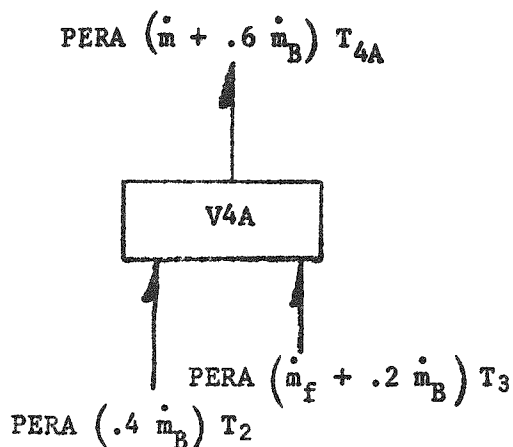 PERA (ṁ + .6 ṁ_B) T_4A
V4A
PERA (ṁ_f + .2 ṁ_B) T_3
PERA (.4 ṁ_B) T_2